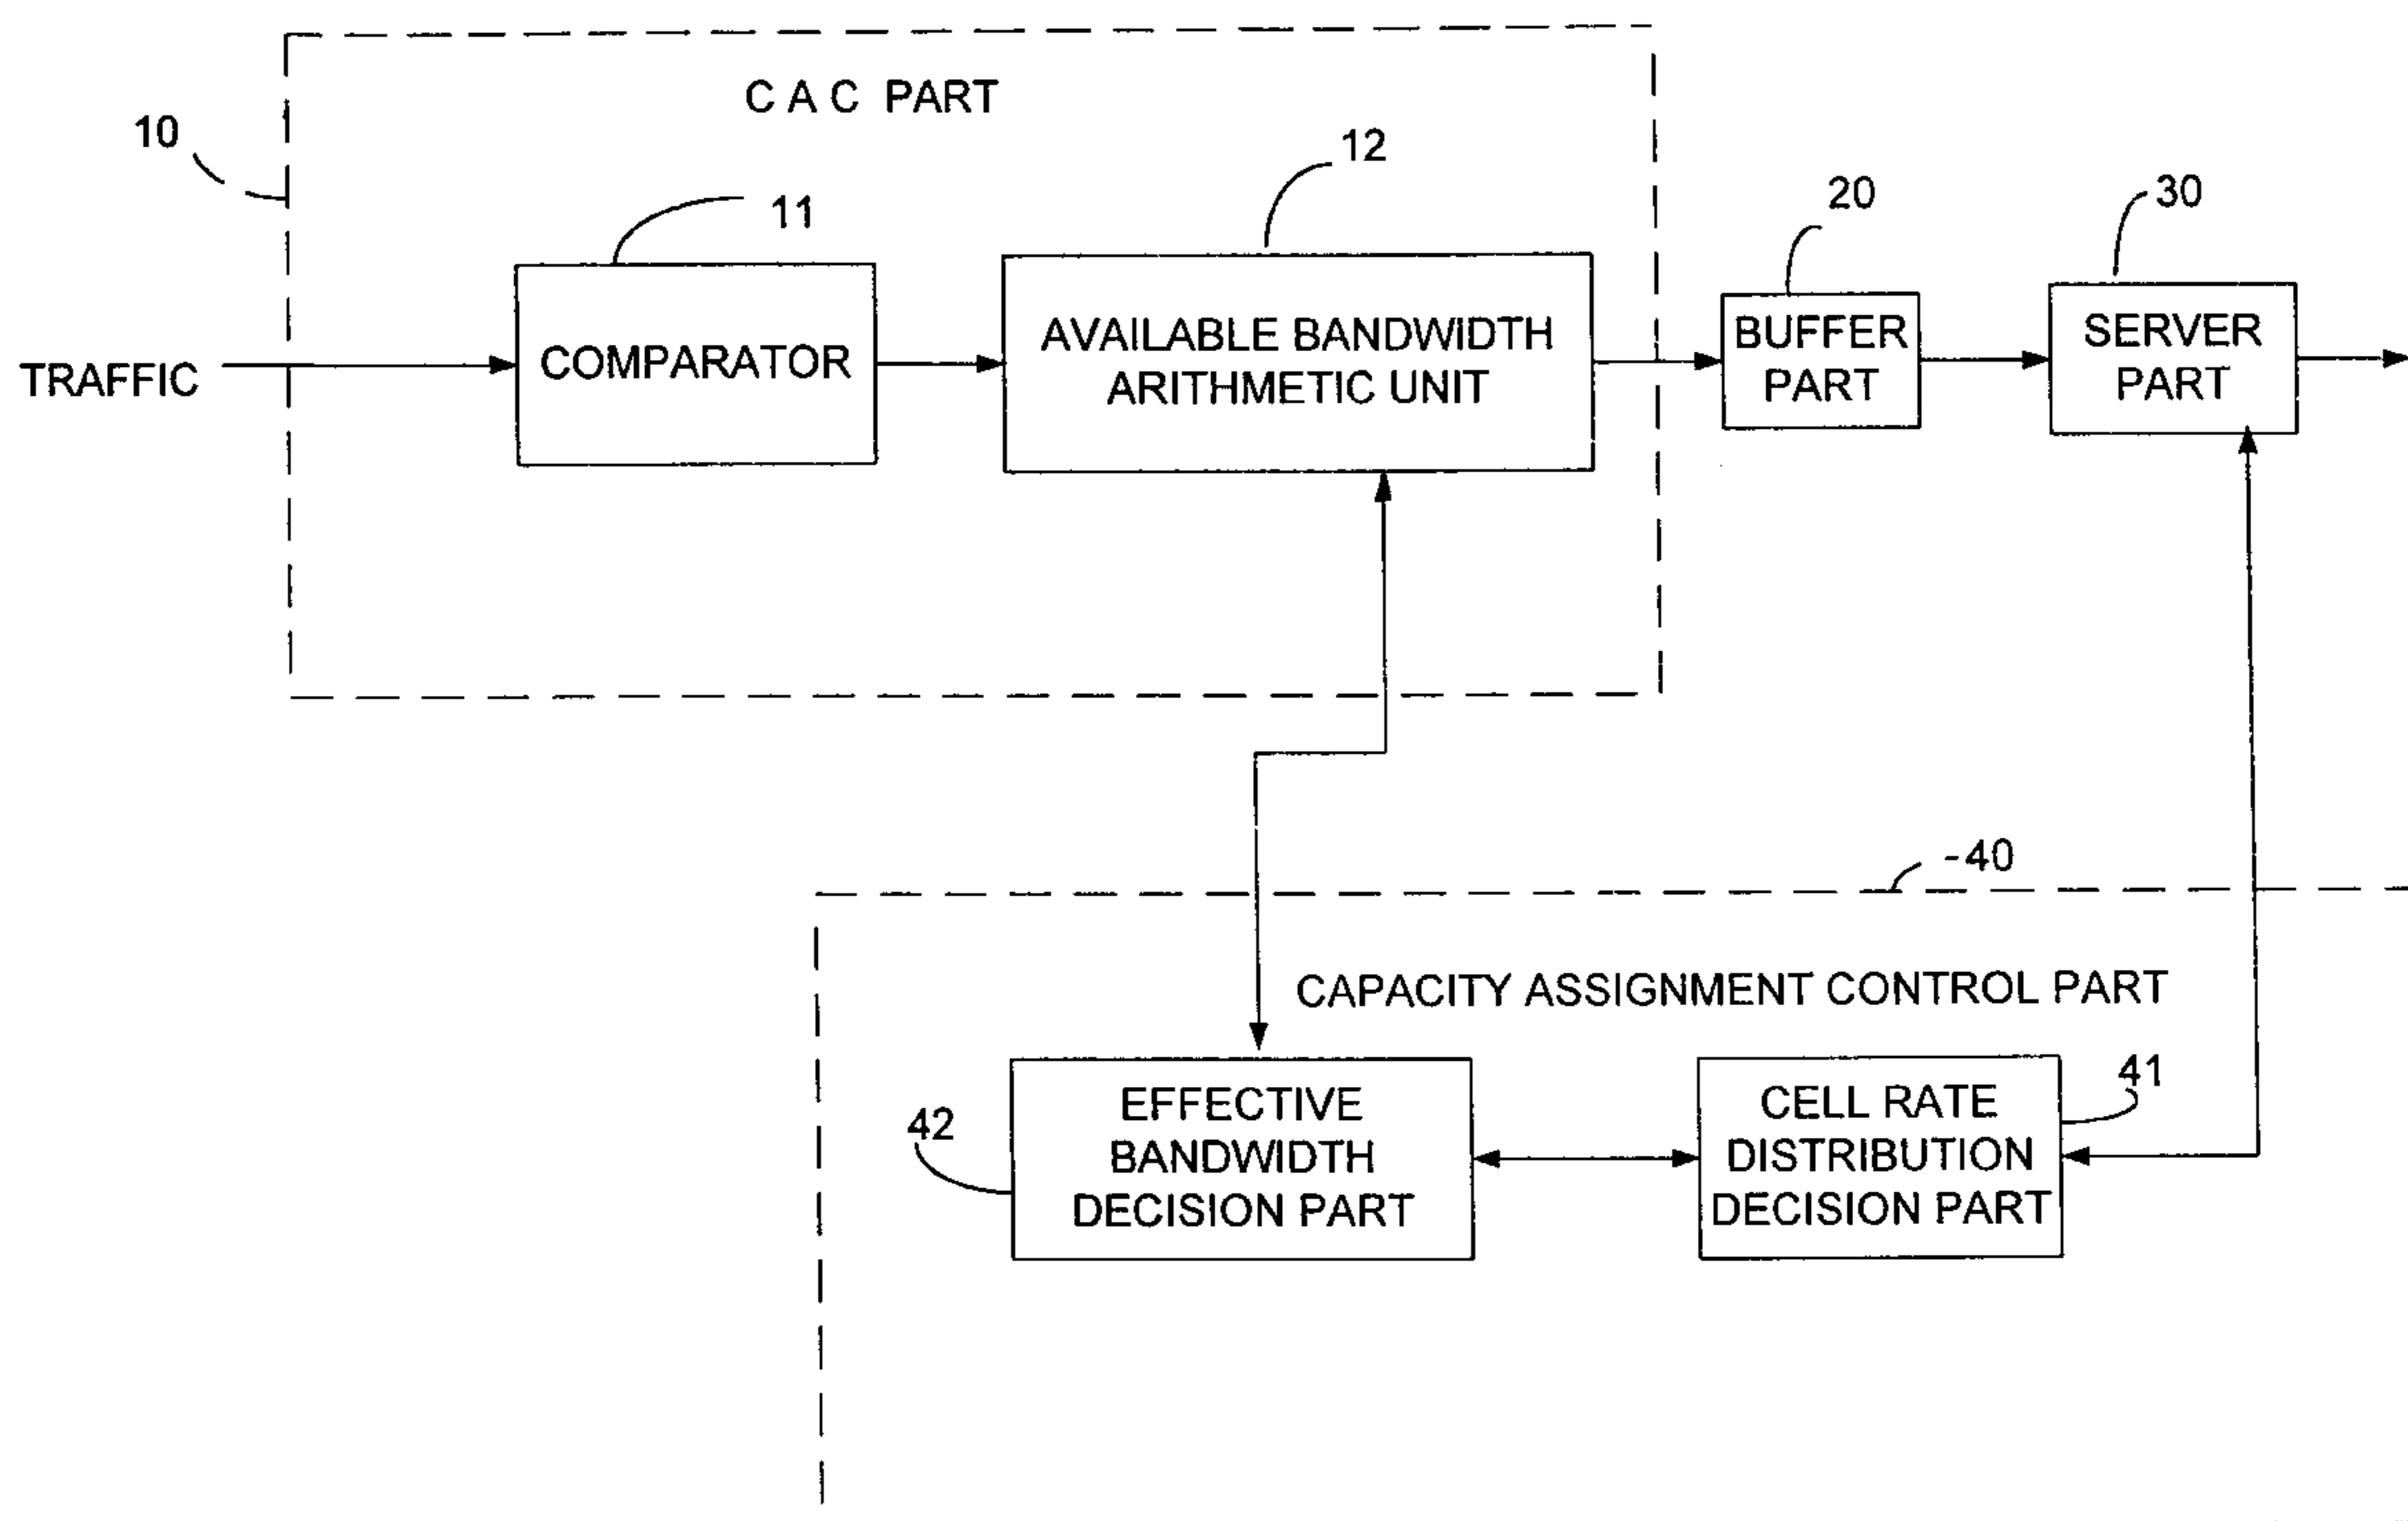 C A C PART
10
12
11
20
30
TRAFFIC
COMPARATOR
AVAILABLE BANDWIDTH
ARITHMETIC UNIT
BUFFER
PART
SERVER
PART
-40
CAPACITY ASSIGNMENT CONTROL PART
42
EFFECTIVE
BANDWIDTH
DECISION PART
CELL RATE
DISTRIBUTION
DECISION PART
41